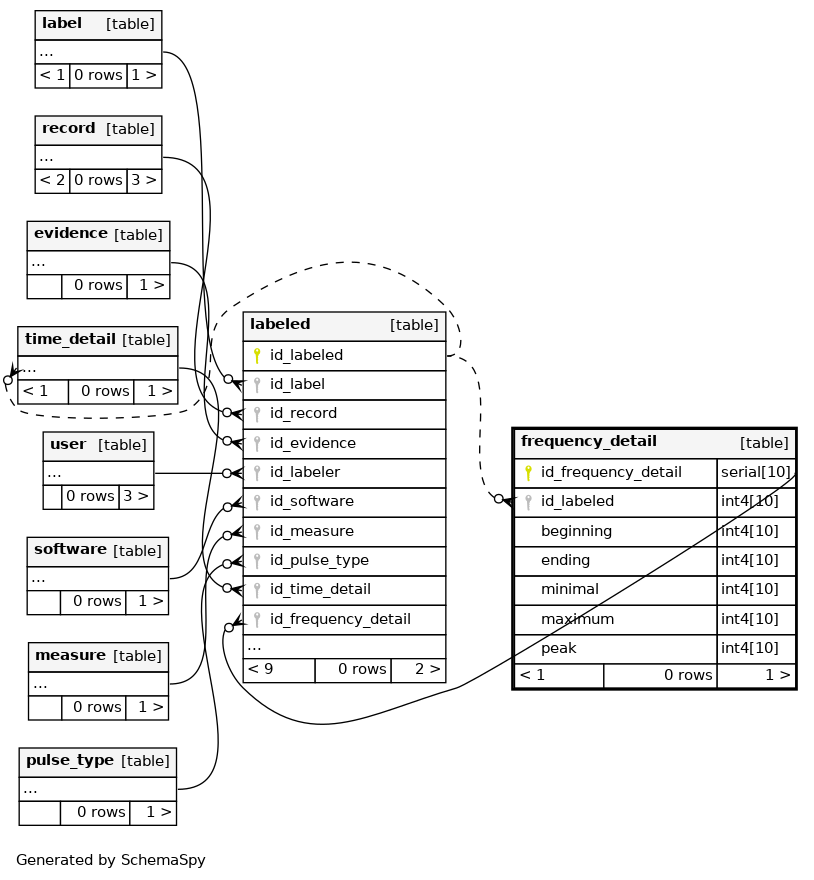 label [table]
...
< 1 0 rows 1 >
record [table]
...
< 2 0 rows 3 >
evidence [table]
...
0 rows 1 >
time_detail [table]
...
< 1 0 rows 1 >
user [table]
...
0 rows 3 >
software [table]
...
0 rows 1 >
measure [table]
...
0 rows 1 >
pulse_type [table]
...
0 rows 1 >
labeled [table]
id_labeled
id_label
id_record
id_evidence
id_labeler
id_software
id_measure
id_pulse_type
id_time_detail
id_frequency_detail
...
< 9 0 rows 2 >
frequency_detail [table]
id_frequency_detail serial[10]
id_labeled int4[10]
beginning int4[10]
ending int4[10]
minimal int4[10]
maximum int4[10]
peak int4[10]
< 1 0 rows 1 >
Generated by SchemaSpy